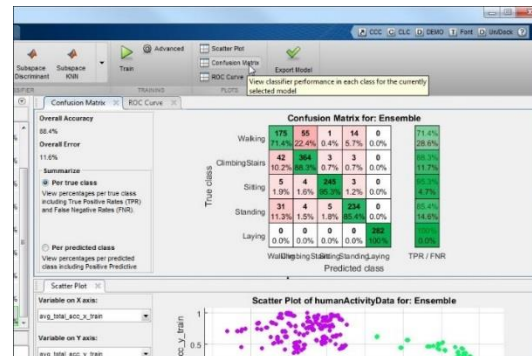 CCC CLC DEMO Font UnDock
Subspace Discriminant
Subspace KNN
Train
Advanced
TRAINING
Scatter Plot
Confusion Matrix
ROC Curve
PLOTS
Export Model
View classifier performance in each class for the currently
selected model
Confusion Matrix
ROC Curve
Overall Accuracy
88.4%
Overall Error
11.6%
Summarize
Per true class
View percentages per true class
including True Positive Rates (TPR)
and False Negative Rates (FNR).
Per predicted class
View percentages per predicted
class including Positive Predictive
Confusion Matrix for: Ensemble
True class
Walking 175 55 1 14 0
71.4% 22.4% 0.4% 5.7% 0.0% 71.4% 28.6%
ClimbingStairs 42 364 3 3 0
10.2% 88.3% 0.7% 0.7% 0.0% 88.3% 11.7%
Sitting 5 4 245 3 0
1.9% 1.6% 95.3% 1.2% 0.0% 95.3% 4.7%
Standing 31 4 5 234 0
11.3% 1.5% 1.8% 85.4% 0.0% 85.4% 14.6%
Laying 0 0 0 0 282
0.0% 0.0% 0.0% 0.0% 100% 100% 0.0%
Walking ClimbingStairs Sitting Standing Laying TPR / FNR
Predicted class
Scatter Plot
Variable on X axis:
avg_total_acc_x_train
Variable on Y axis:
Scatter Plot of humanActivityData for: Ensemble
1
0.5